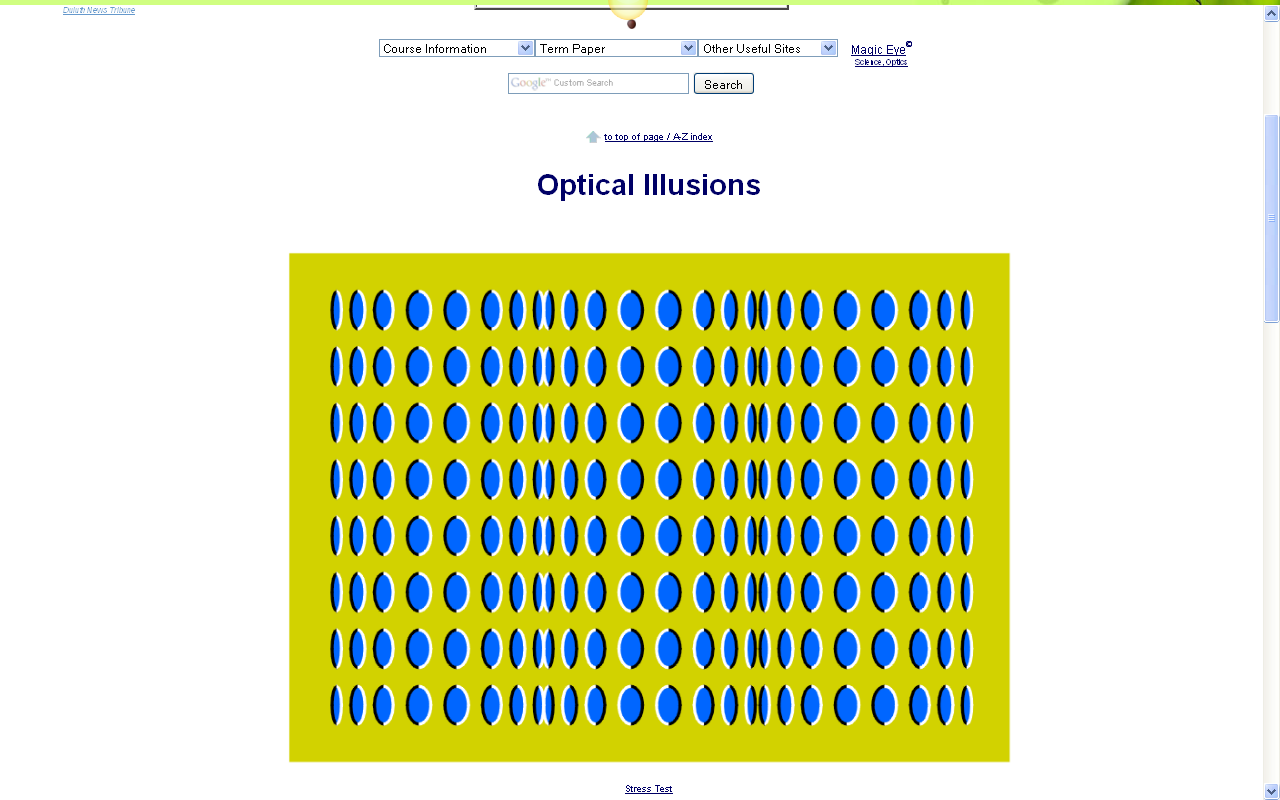 Duluth News Tribune
Course Information Term Paper Other Useful Sites Magic Eye©
Science, Optics
Google™ Custom Search Search
to top of page / A-Z index
Optical Illusions
Stress Test